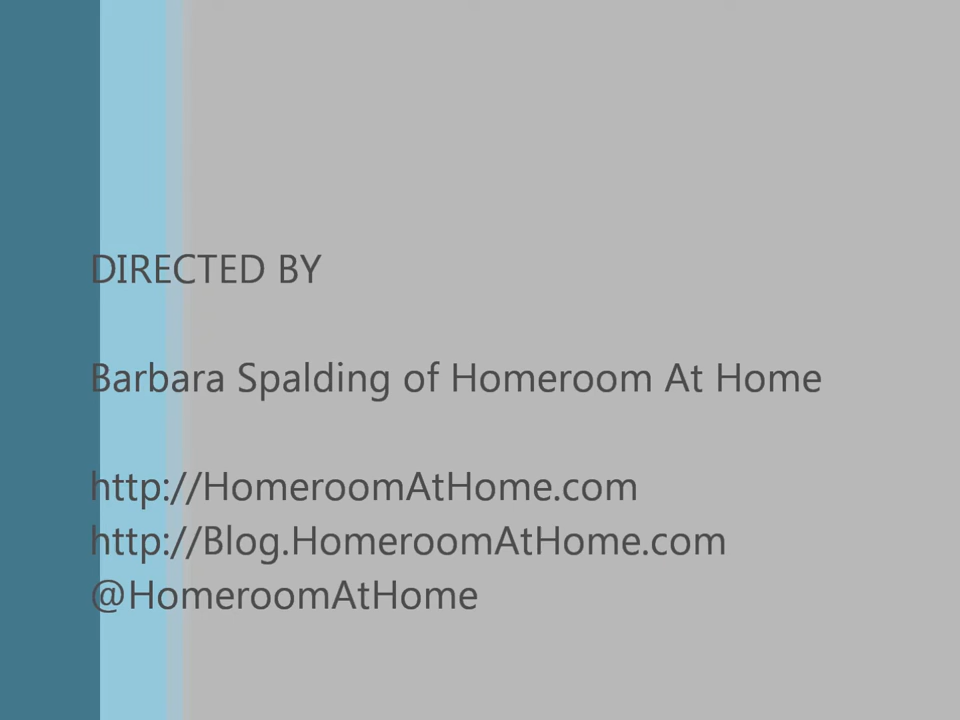 DIRECTED BY
Barbara Spalding of Homeroom At Home
http://HomeroomAtHome.com
http://Blog.HomeroomAtHome.com
@HomeroomAtHome